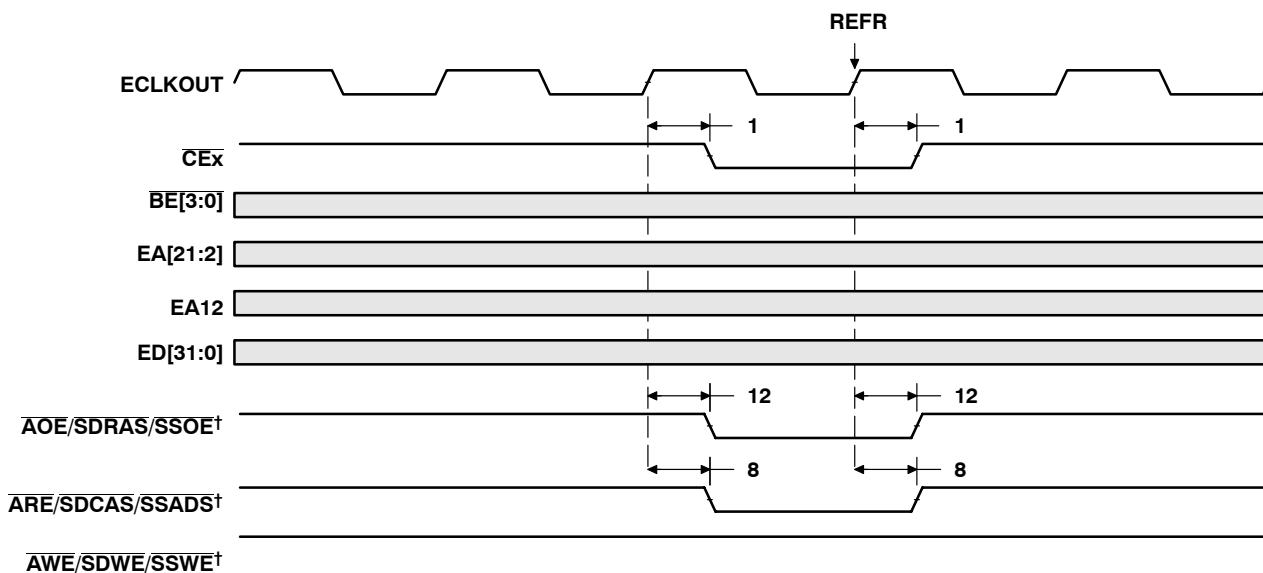 REFR
ECLKOUT
1 1
CEx
BE[3:0]
EA[21:2]
EA12
ED[31:0]
12 12
AOE/SDRAS/SSOE†
8 8
ARE/SDCAS/SSADS†
AWE/SDWE/SSWE†